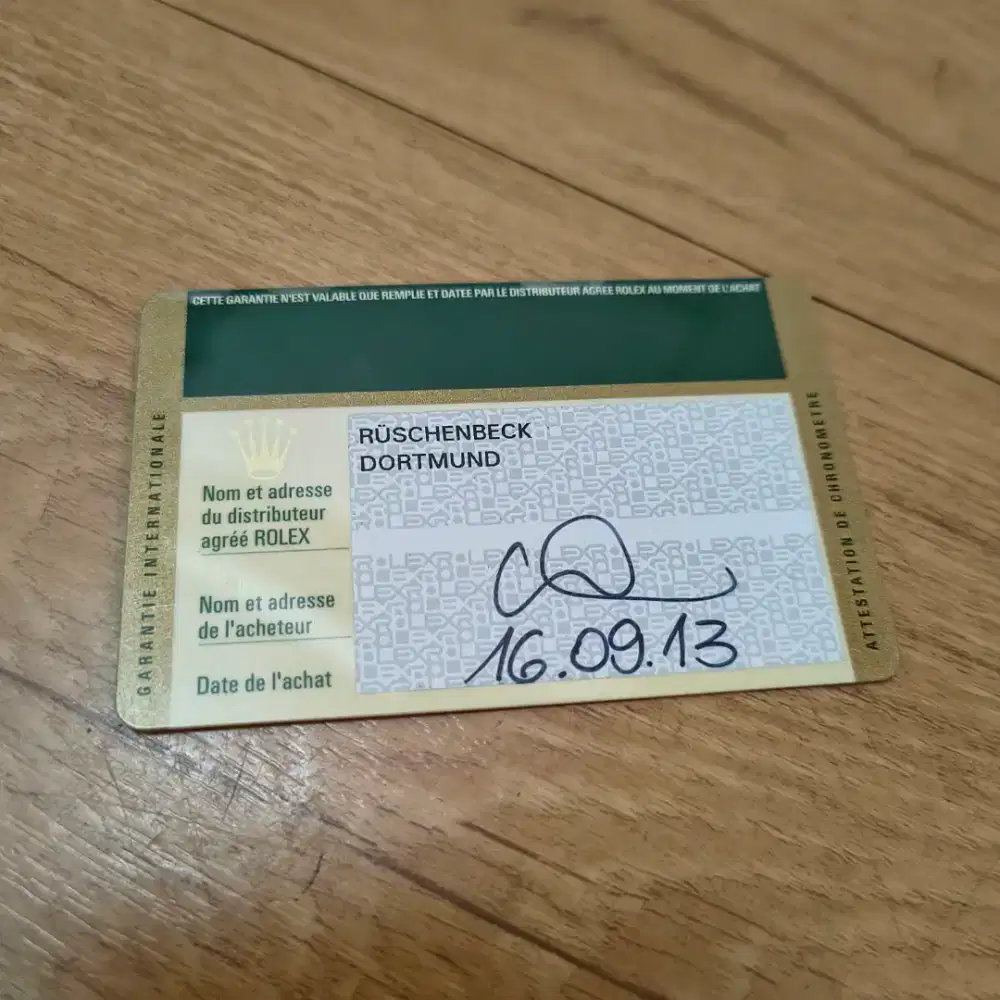 CETTE GARANTIE N'EST VALABLE QUE REMPLIE ET DATEE PAR LE DISTRIBUTEUR AGREE ROLEX AU MOMENT DE L'ACHAT
GARANTIE INTERNATIONALE
RÜSCHENBECK
DORTMUND
Nom et adresse
du distributeur
agréé ROLEX
Nom et adresse
de l'acheteur
Date de l'achat
16.09.13
ATTESTATION DE CHRONOMETRE